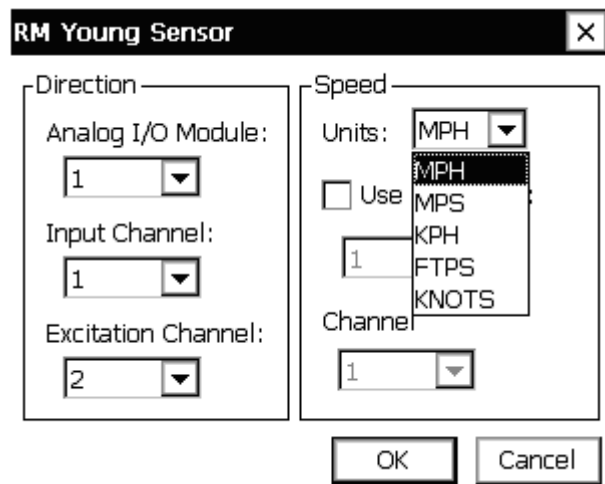 RM Young Sensor
Direction
Analog I/O Module:
1
Input Channel:
1
Excitation Channel:
2
Speed
Units: MPH
MPH
MPS
KPH
FTPS
KNOTS
Use :
1
Channel
1
OK Cancel